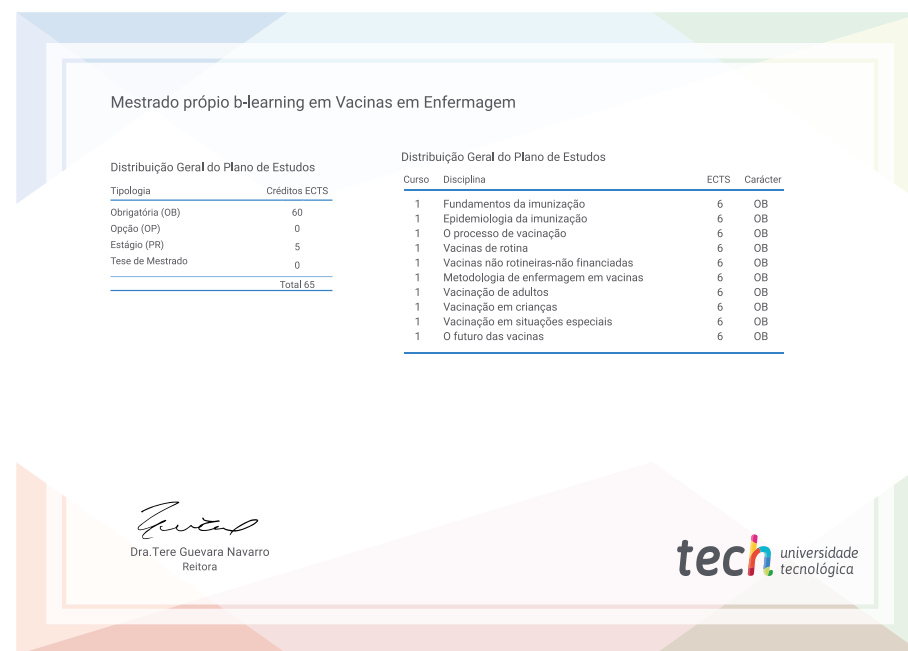 Mestrado própio b-learning em Vacinas em Enfermagem
Distribuição Geral do Plano de Estudos
Tipologia Créditos ECTS
Obrigatória (OB) 60
Opção (OP) 0
Estágio (PR) 5
Tese de Mestrado 0
Total 65
Distribuição Geral do Plano de Estudos
Curso Disciplina ECTS Carácter
1 Fundamentos da imunização 6 OB
1 Epidemiologia da imunização 6 OB
1 O processo de vacinação 6 OB
1 Vacinas de rotina 6 OB
1 Vacinas não rotineiras-não financiadas 6 OB
1 Metodologia de enfermagem em vacinas 6 OB
1 Vacinação de adultos 6 OB
1 Vacinação em crianças 6 OB
1 Vacinação em situações especiais 6 OB
1 O futuro das vacinas 6 OB
Dra.Tere Guevara Navarro
Reitora
tech universidade
tecnológica